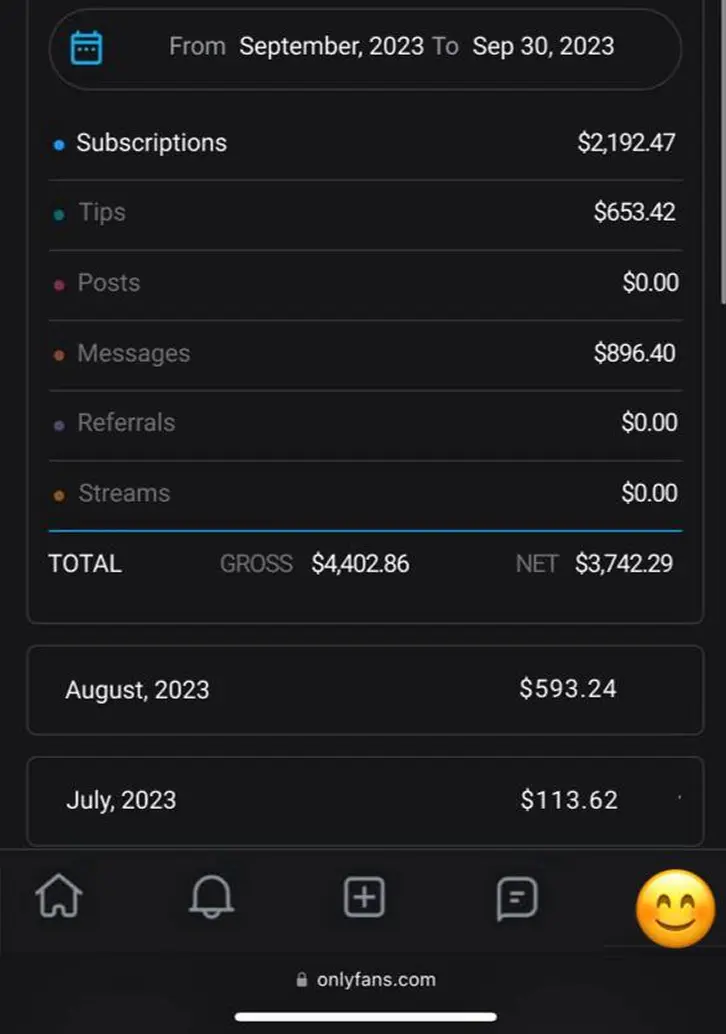 From September, 2023 To Sep 30, 2023
Subscriptions $2,192.47
Tips $653.42
Posts $0.00
Messages $896.40
Referrals $0.00
Streams $0.00
TOTAL GROSS $4,402.86 NET $3,742.29
August, 2023 $593.24
July, 2023 $113.62
onlyfans.com